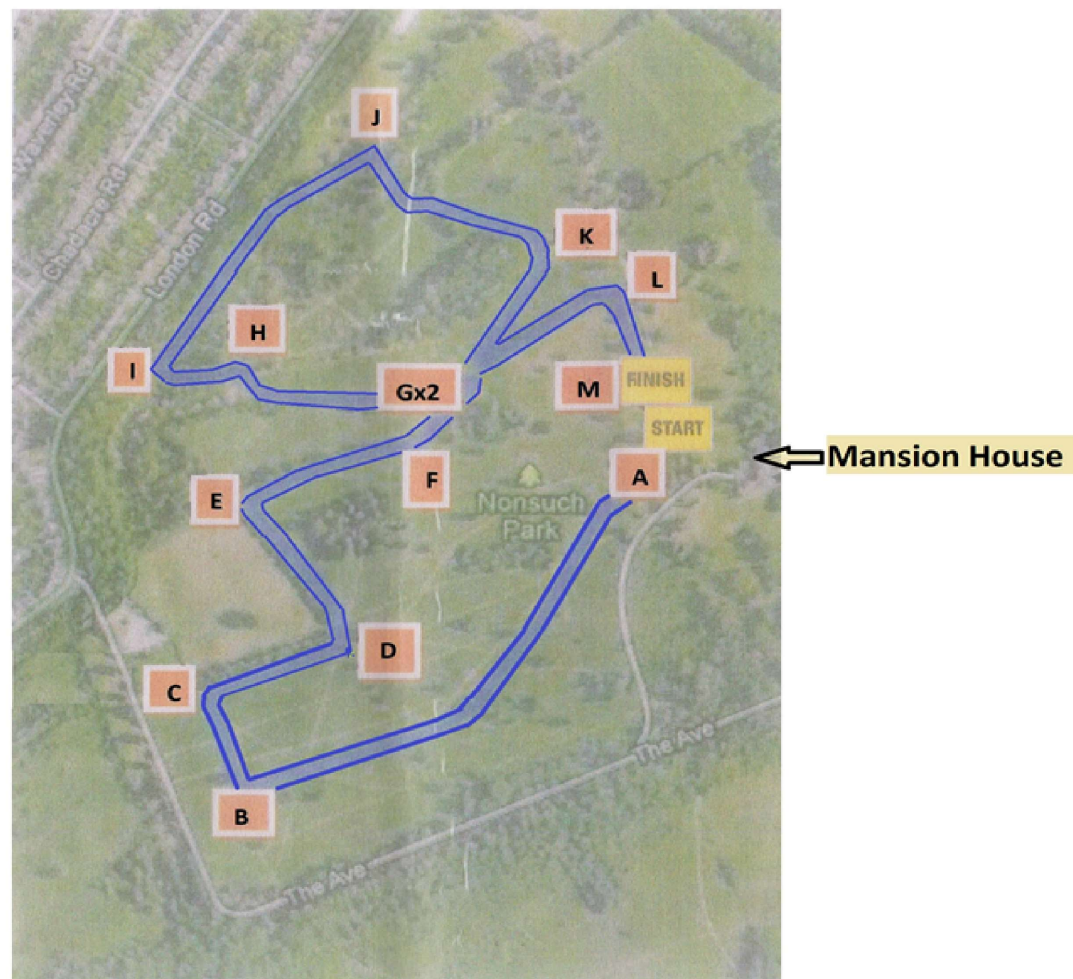 J
Waverley Rd
Chadacre Rd
London Rd
K
L
H
I
Gx2
M
FINISH
START
Mansion House
E
F
A
Nonsuch
Park
D
C
The Ave
B
The Ave